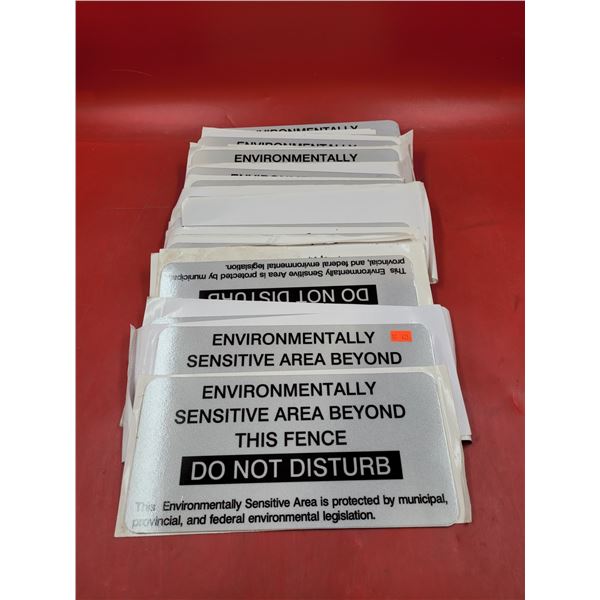 ENVIRONMENTALLY
ENVIRONMENTALLY
ENVIRONMENTALLY
This Environmentally Sensitive Area is protected by municipal,
provincial, and federal environmental legislation.
DO NOT DISTURB
ENVIRONMENTALLY
SENSITIVE AREA BEYOND
ENVIRONMENTALLY
SENSITIVE AREA BEYOND
THIS FENCE
DO NOT DISTURB
This Environmentally Sensitive Area is protected by municipal,
provincial, and federal environmental legislation.